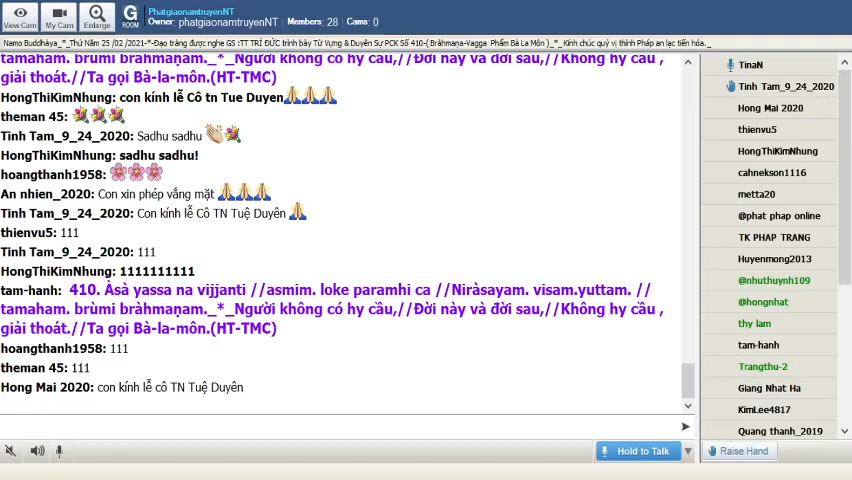 View Cam
My Cam
Enlarge
G
ROOM
PhatgiaonamtruyenNT
Owner: phatgiaonamtruyenNT | Members: 28 | Cams: 0
Namo Buddhàya_*_Thứ Năm 25 /02 /2021-*-Đạo tràng được nghe GS :TT TRÍ ĐỨC trình bày Từ Vựng & Duyên Sự PCK Số 410-( Bràhmaṇa-Vagga Phẩm Bà La Môn )_*_Kính chúc quý vị thính Pháp an lạc tiến hóa._
tamaham. brùmi bràhmaṇam._*_Người không có hy cầu,//Đời này và đời sau,//Không hy cầu ,
giải thoát.//Ta gọi Bà-la-môn.(HT-TMC)
HongThiKimNhung: con kính lễ Cô tn Tue Duyen
theman 45:
Tinh Tam_9_24_2020: Sadhu sadhu
HongThiKimNhung: sadhu sadhu!
hoangthanh1958:
An nhien_2020: Con xin phép vắng mặt
Tinh Tam_9_24_2020: Con kính lễ Cô TN Tuệ Duyên
thienvu5: 111
Tinh Tam_9_24_2020: 111
HongThiKimNhung: 1111111111
tam-hanh: 410. Àsà yassa na vijjanti //asmim. loke paramhi ca //Niràsayam. visam.yuttam. //
tamaham. brùmi bràhmaṇam._*_Người không có hy cầu,//Đời này và đời sau,//Không hy cầu ,
giải thoát.//Ta gọi Bà-la-môn.(HT-TMC)
hoangthanh1958: 111
theman 45: 111
Hong Mai 2020: con kính lễ cô TN Tuệ Duyên
Hold to Talk
TinaN
Tinh Tam_9_24_2020
Hong Mai 2020
thienvu5
HongThiKimNhung
cahnekson1116
metta20
@phat phap online
TK PHAP TRANG
Huyenmong2013
@nhuthuynh109
@hongnhat
thy lam
tam-hanh
Trangthu-2
Giang Nhat Ha
KimLee4817
Quang thanh_2019
Raise Hand